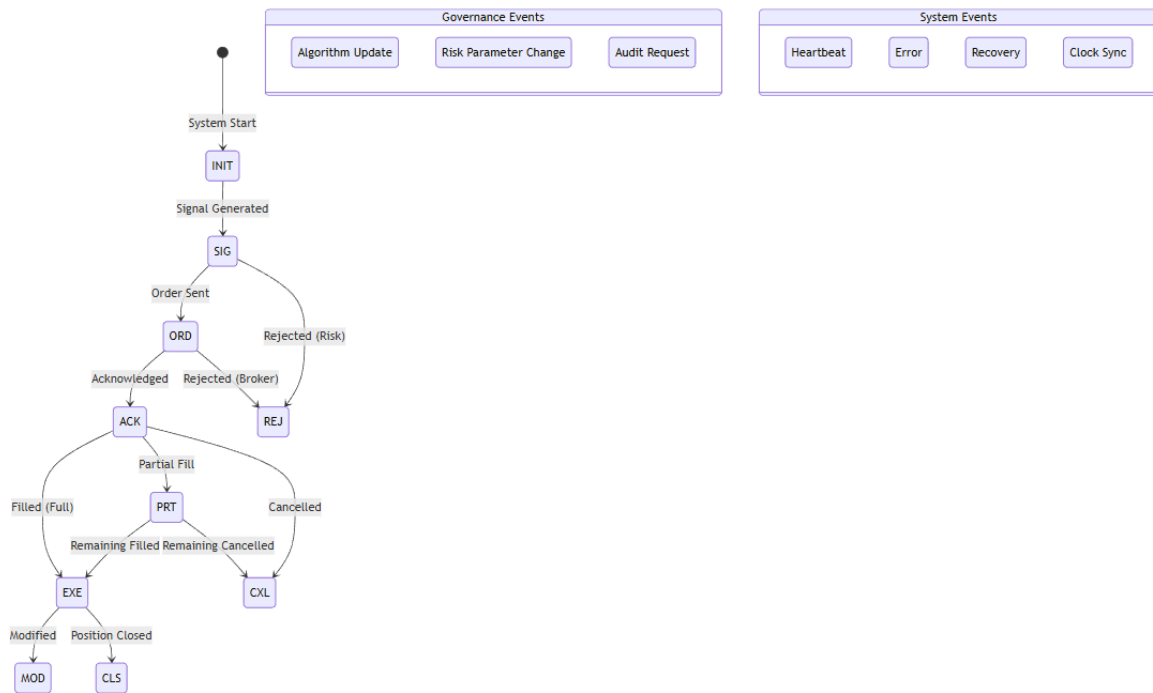 Governance Events
System Events
Algorithm Update
Risk Parameter Change
Audit Request
Heartbeat
Error
Recovery
Clock Sync
System Start
INIT
Signal Generated
SIG
Order Sent
ORD
Rejected (Risk)
Acknowledged
Rejected (Broker)
ACK
REJ
Partial Fill
Filled (Full)
PRT
Cancelled
Remaining Filled
Remaining Cancelled
EXE
CXL
Modified
Position Closed
MOD
CLS